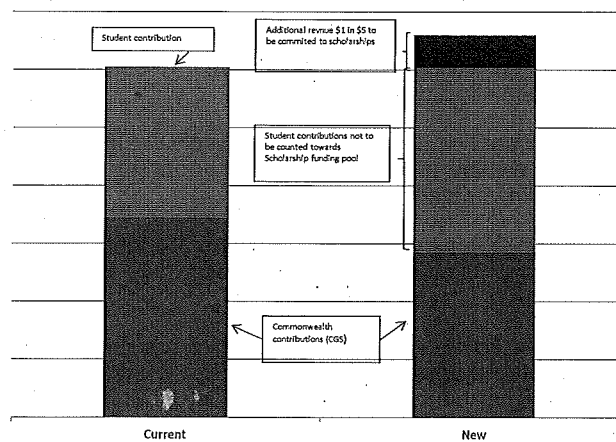 Student contribution
Additional revnue $1 in $5 to
be commited to scholarships
Student contributions not to
be counted towards
Scholarship funding pool
Commonwealth
contributions (CGS)
Current
New